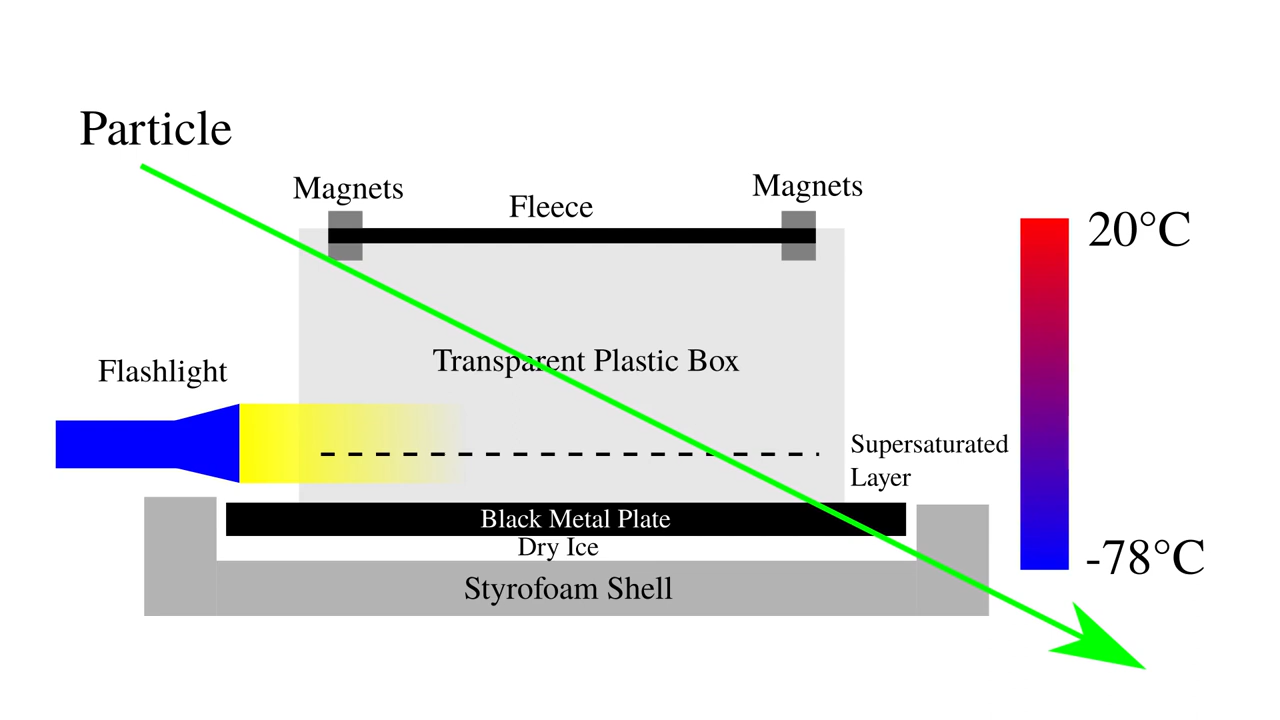 Particle
Magnets
Magnets
Fleece
20°C
Transparent Plastic Box
Flashlight
Supersaturated
Layer
Black Metal Plate
Dry Ice
-78°C
Styrofoam Shell